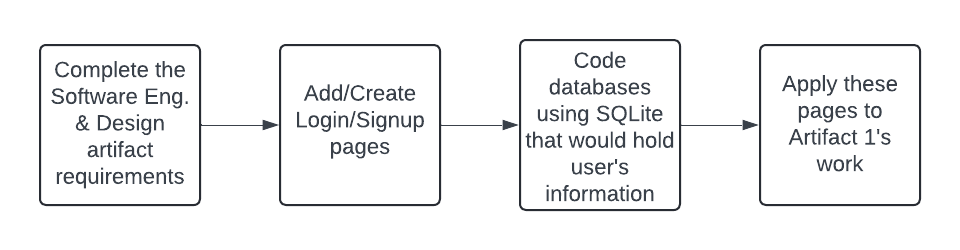 Complete the
Software Eng.
& Design
artifact
requirements
Add/Create
Login/Signup
pages
Code
databases
using SQLite
that would hold
user's
information
Apply these
pages to
Artifact 1's
work